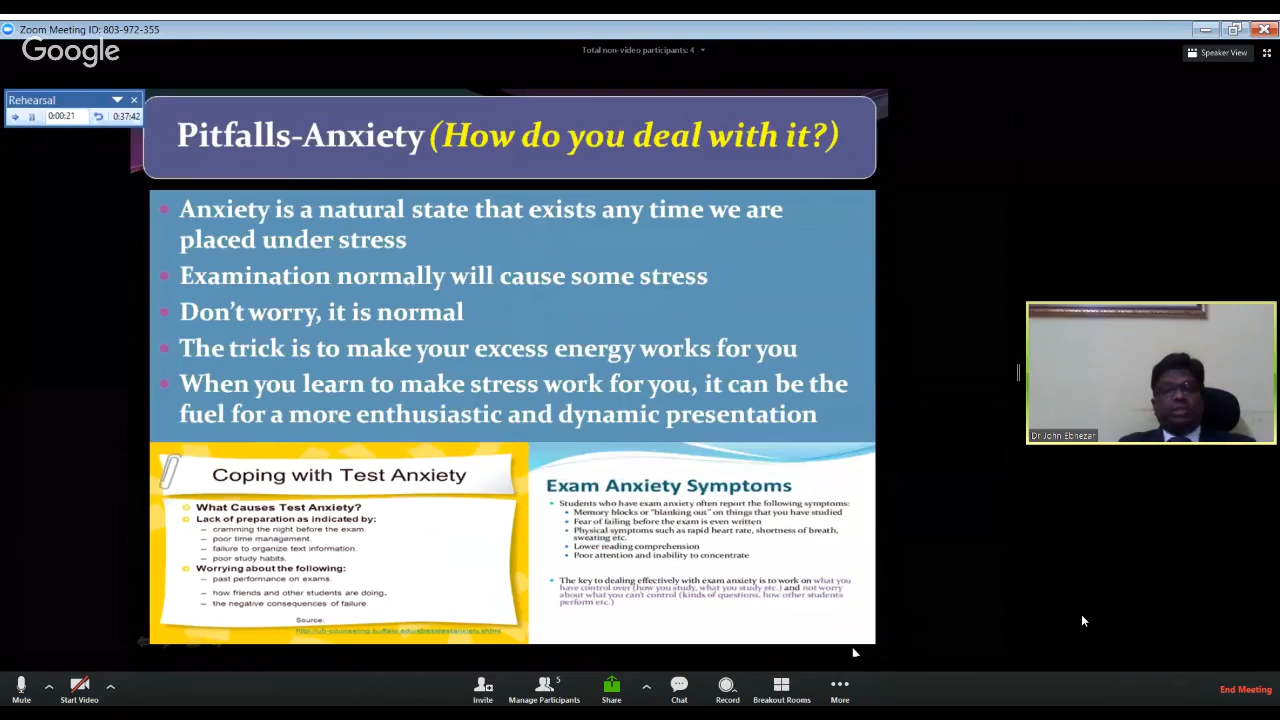 Zoom Meeting ID: 803-972-355
Google
Total non-video participants: 4
Speaker View
Rehearsal
0:00:21
0:37:42
Pitfalls-Anxiety (How do you deal with it?)
Anxiety is a natural state that exists any time we are
placed under stress
Examination normally will cause some stress
Don't worry, it is normal
The trick is to make your excess energy works for you
When you learn to make stress work for you, it can be the
fuel for a more enthusiastic and dynamic presentation
Coping with Test Anxiety
What Causes Test Anxiety?
Lack of preparation as indicated by:
– cramming the night before the exam.
– poor time management.
– failure to organize text information.
– poor study habits.
Worrying about the following:
– past performance on exams.
– how friends and other students are doing,
– the negative consequences of failure.
Source:
http://ub-counseling.buffalo.edu/stresstestanxiety.shtml
Exam Anxiety Symptoms
Students who have exam anxiety often report the following symptoms:
Memory blocks or "blanking out" on things that you have studied
Fear of failing before the exam is even written
Physical symptoms such as rapid heart rate, shortness of breath,
sweating etc.
Lower reading comprehension
Poor attention and inability to concentrate
The key to dealing effectively with exam anxiety is to work on what you
have control over (how you study, what you study etc.) and not worry
about what you can't control (kinds of questions, how other students
perform etc.)
Dr John Ebnezar
Mute
Start Video
Invite
5
Manage Participants
Share
Chat
Record
Breakout Rooms
More
End Meeting